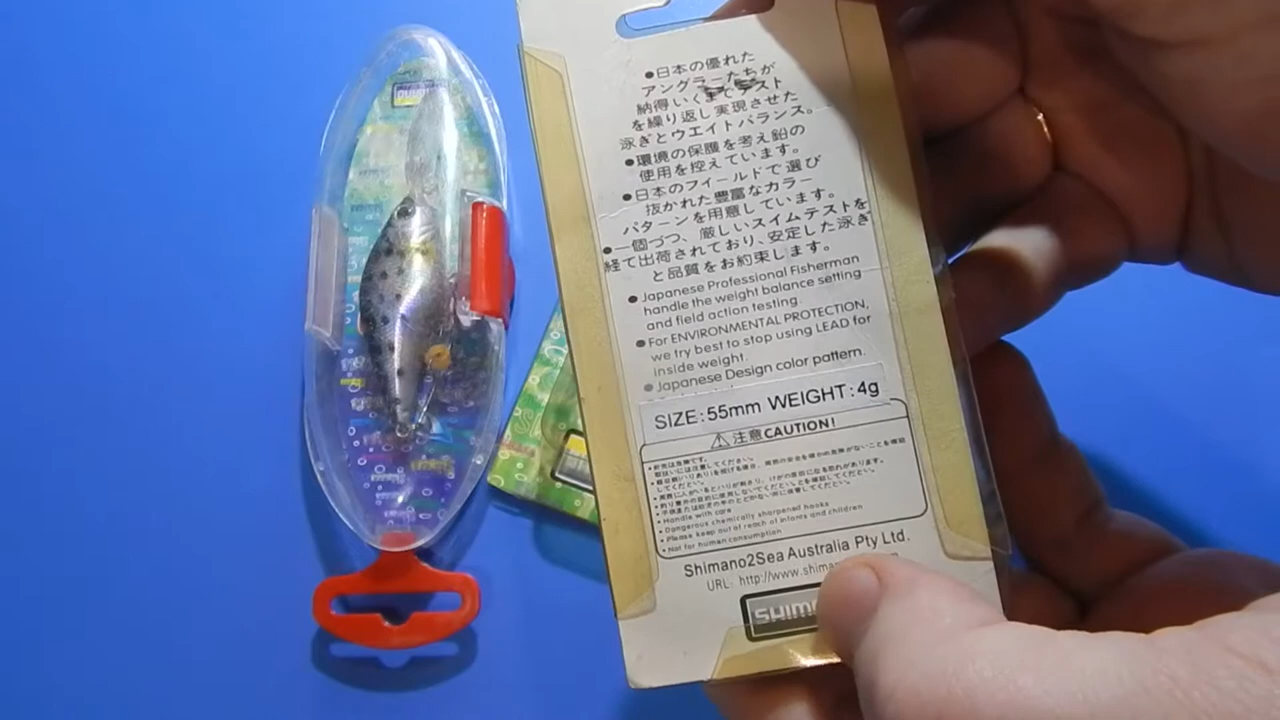 ●日本の優れた
アングラーたちが
納得いくまでテスト
を繰り返し実現させた
泳ぎとウエイトバランス。
●環境の保護を考え鉛の
使用を控えています。
●日本のフィールドで選び
抜かれた豊富なカラー
パターンを用意しています。
●一個づつ、厳しいスイムテストを
経て出荷されており、安定した泳ぎ
と品質をお約束します。
●Japanese Professional Fisherman
handle the weight balance setting
and field action testing.
●For ENVIRONMENTAL PROTECTION,
we try best to stop using LEAD for
inside weight.
●Japanese Design color pattern.
SIZE:55mm WEIGHT:4g
⚠注意CAUTION!
•Handle with care
•Dangerous chemically sharpened hooks
•Please keep out of reach of infants and children
•Not for human consumption
Shimano2Sea Australia Pty Ltd.
URL: http://www.shimano
SHIM